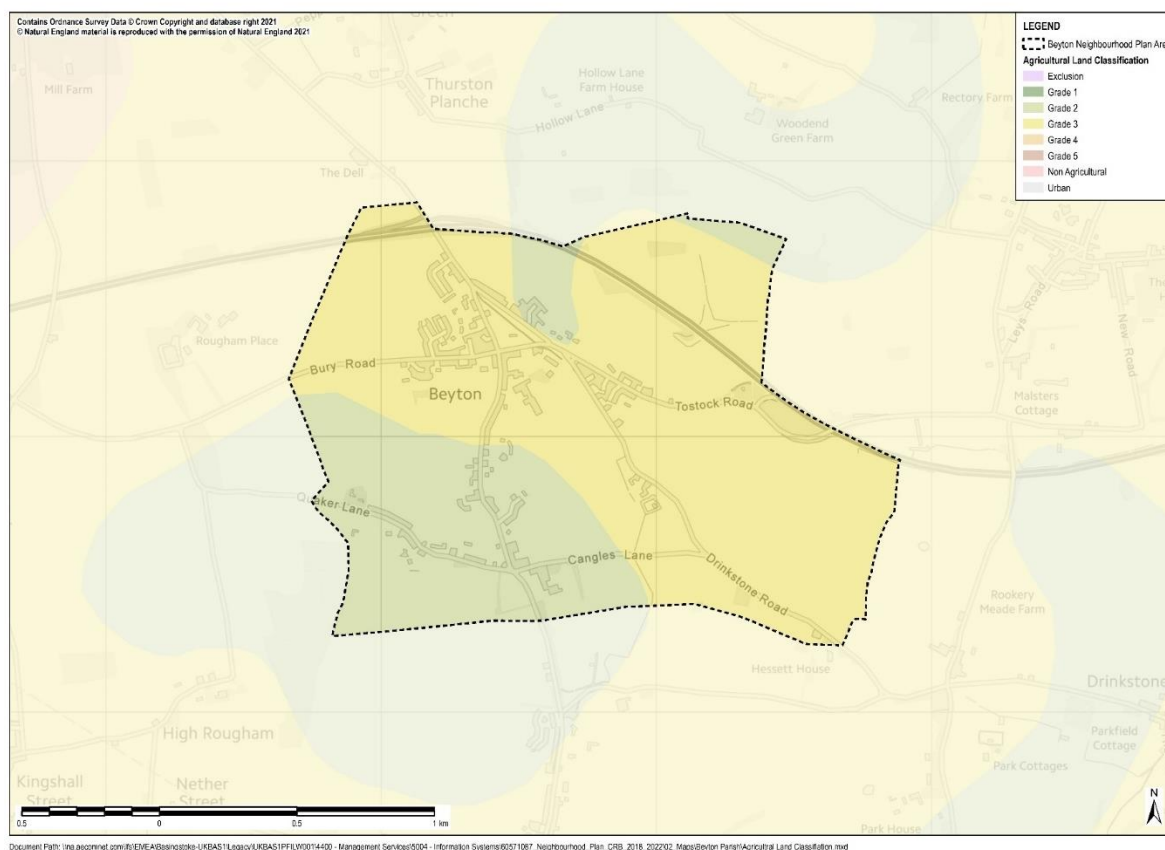 Contains Ordnance Survey Data © Crown Copyright and database right 2021
© Natural England material is reproduced with the permission of Natural England 2021
LEGEND
Beyton Neighbourhood Plan Area
Agricultural Land Classification
Exclusion
Grade 1
Grade 2
Grade 3
Grade 4
Grade 5
Non Agricultural
Urban
Green
Mill Farm
Thurston
Planche
Hollow Lane
Farm House
Hollow Lane
Woodend
Green Farm
Rectory Farm
The Dell
Leys Road
New Road
Rougham Place
Bury Road
Beyton
Tostock Road
Malsters
Cottage
Quaker Lane
Cangles Lane
Drinkstone Road
Rookery
Meade Farm
Hessett House
Drinkstone
High Rougham
Parkfield
Cottage
Park Cottages
Kingshall
Street
Nether
Street
Park House
0.5
0
0.5
1 km
N